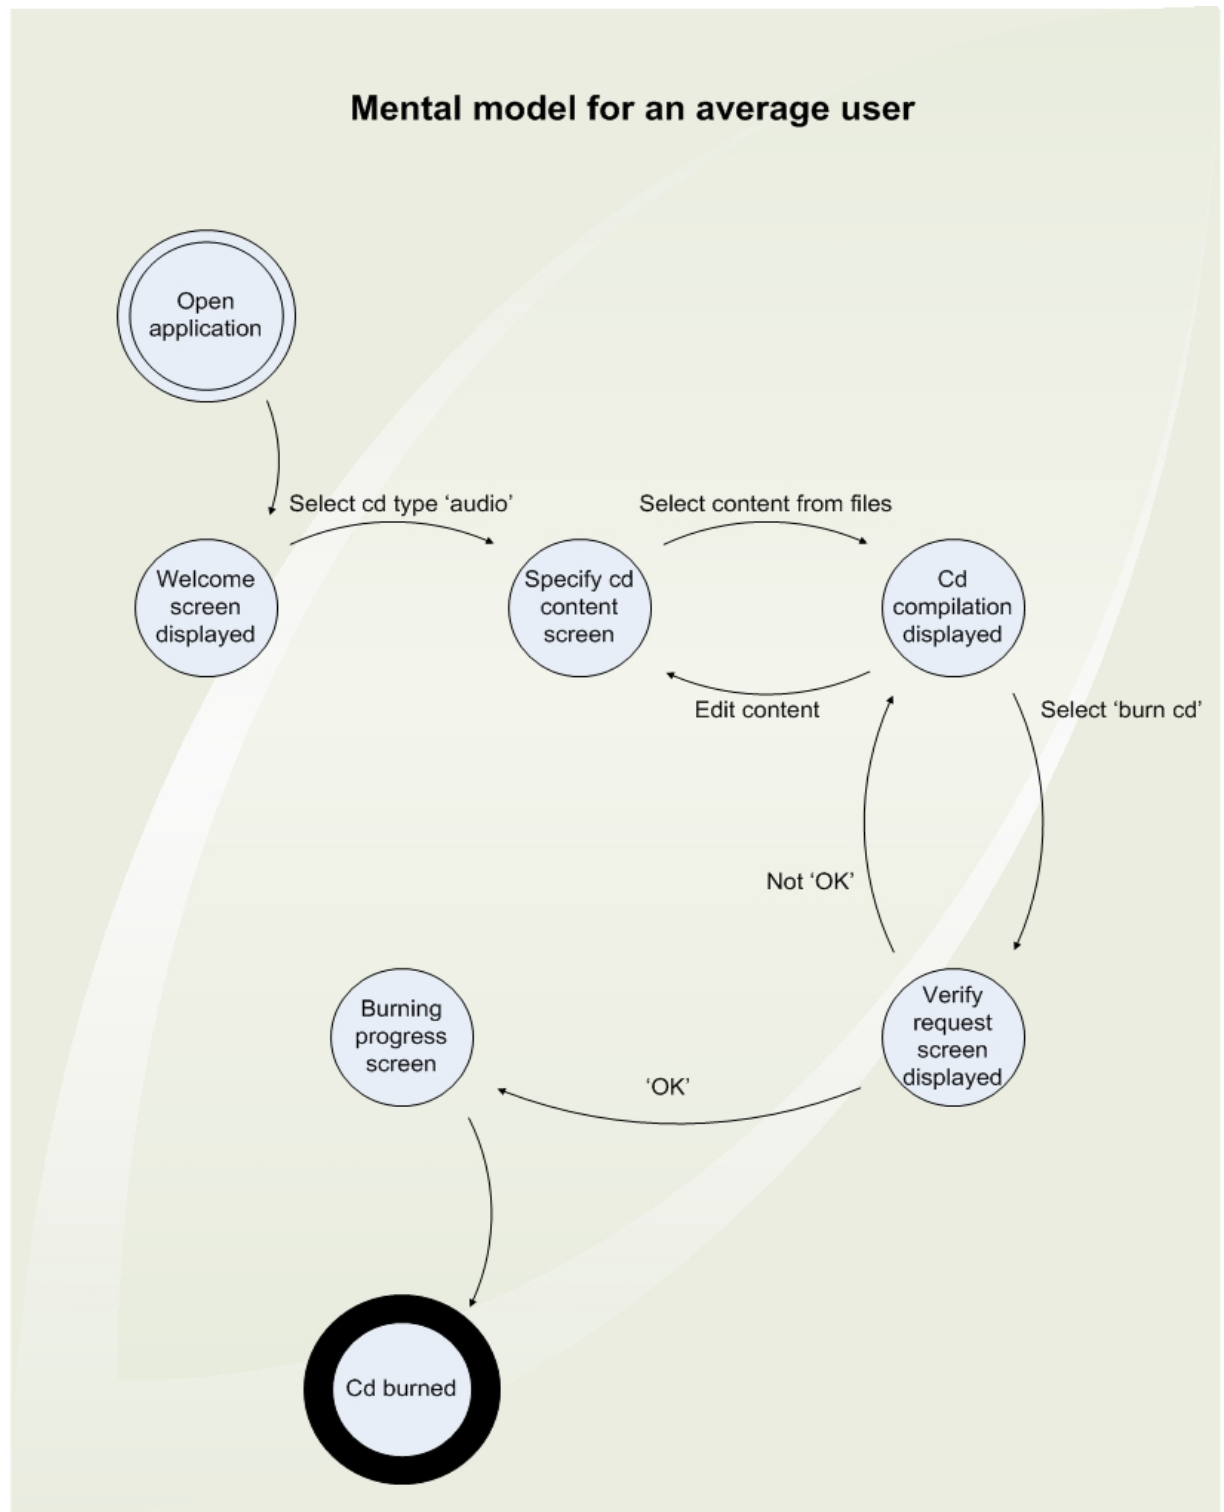 Mental model for an average user
Open
application
Select cd type ‘audio’
Select content from files
Welcome
screen
displayed
Specify cd
content
screen
Cd
compilation
displayed
Edit content
Select ‘burn cd’
Not ‘OK’
Verify
request
screen
displayed
Burning
progress
screen
‘OK’
Cd burned